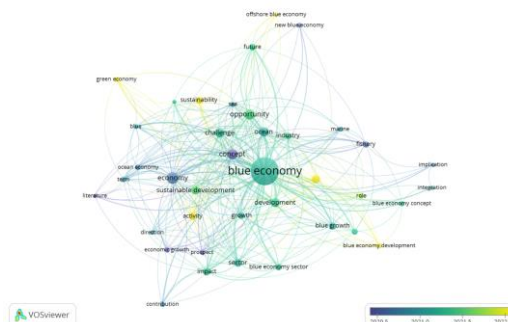 offshore blue economy
new blue economy
future
green economy
sustainability
opportunity
challenge
ocean
industry
marine
fishery
concept
implication
ocean economy
term
economy
blue economy
integration
literature
sustainable development
role
development
blue economy concept
activity
growth
direction
blue growth
blue economy development
economic growth
prospect
sector
impact
blue economy sector
contribution
VOSviewer